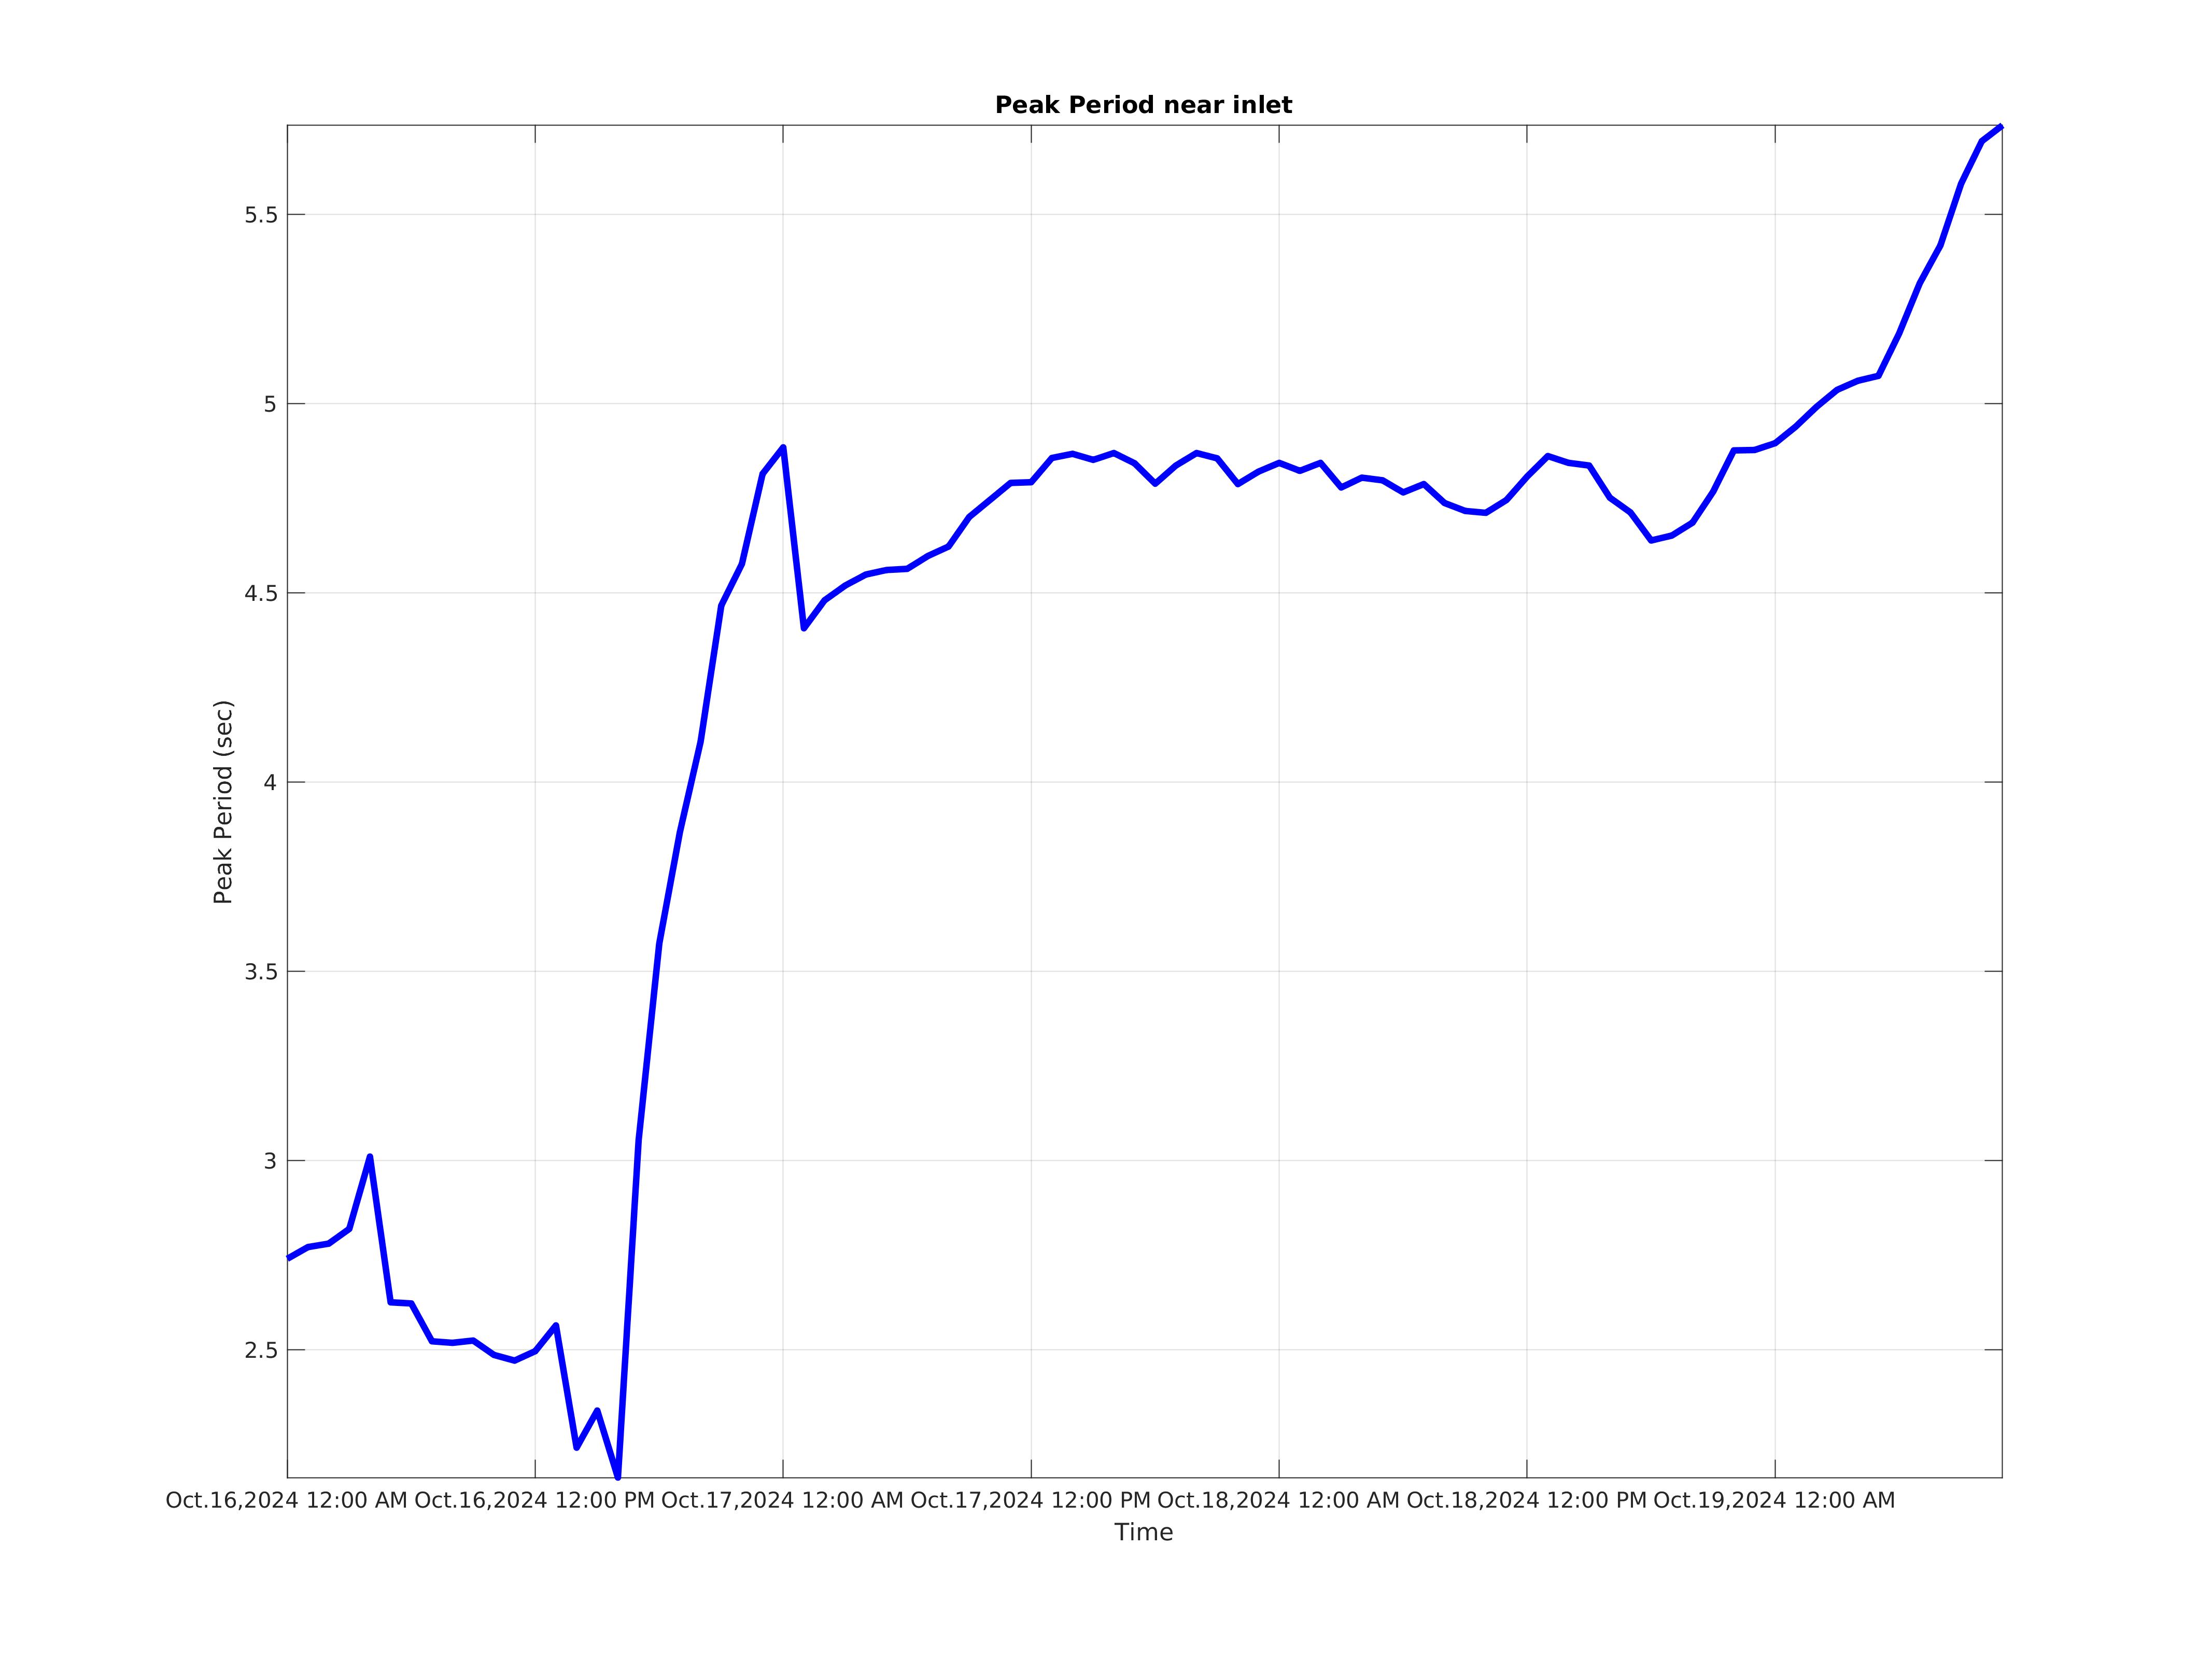 Peak Period near inlet
5.5
5
4.5
4
3.5
3
2.5
Peak Period (sec)
Oct.16,2024 12:00 AM Oct.16,2024 12:00 PM Oct.17,2024 12:00 AM Oct.17,2024 12:00 PM Oct.18,2024 12:00 AM Oct.18,2024 12:00 PM Oct.19,2024 12:00 AM
Time